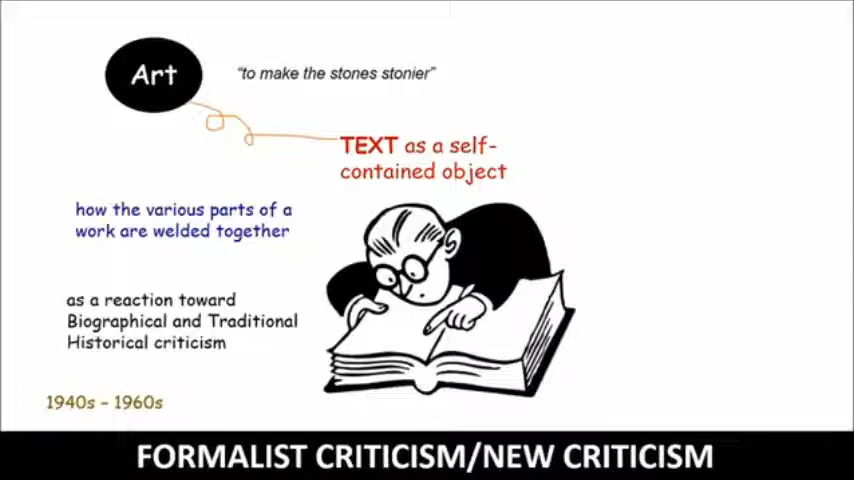 Art
"to make the stones stonier"
TEXT as a self-
contained object
how the various parts of a
work are welded together
as a reaction toward
Biographical and Traditional
Historical criticism
1940s – 1960s
FORMALIST CRITICISM/NEW CRITICISM